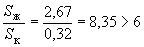 Sж/Sк = 2,67/0,32 = 8,35 > 6